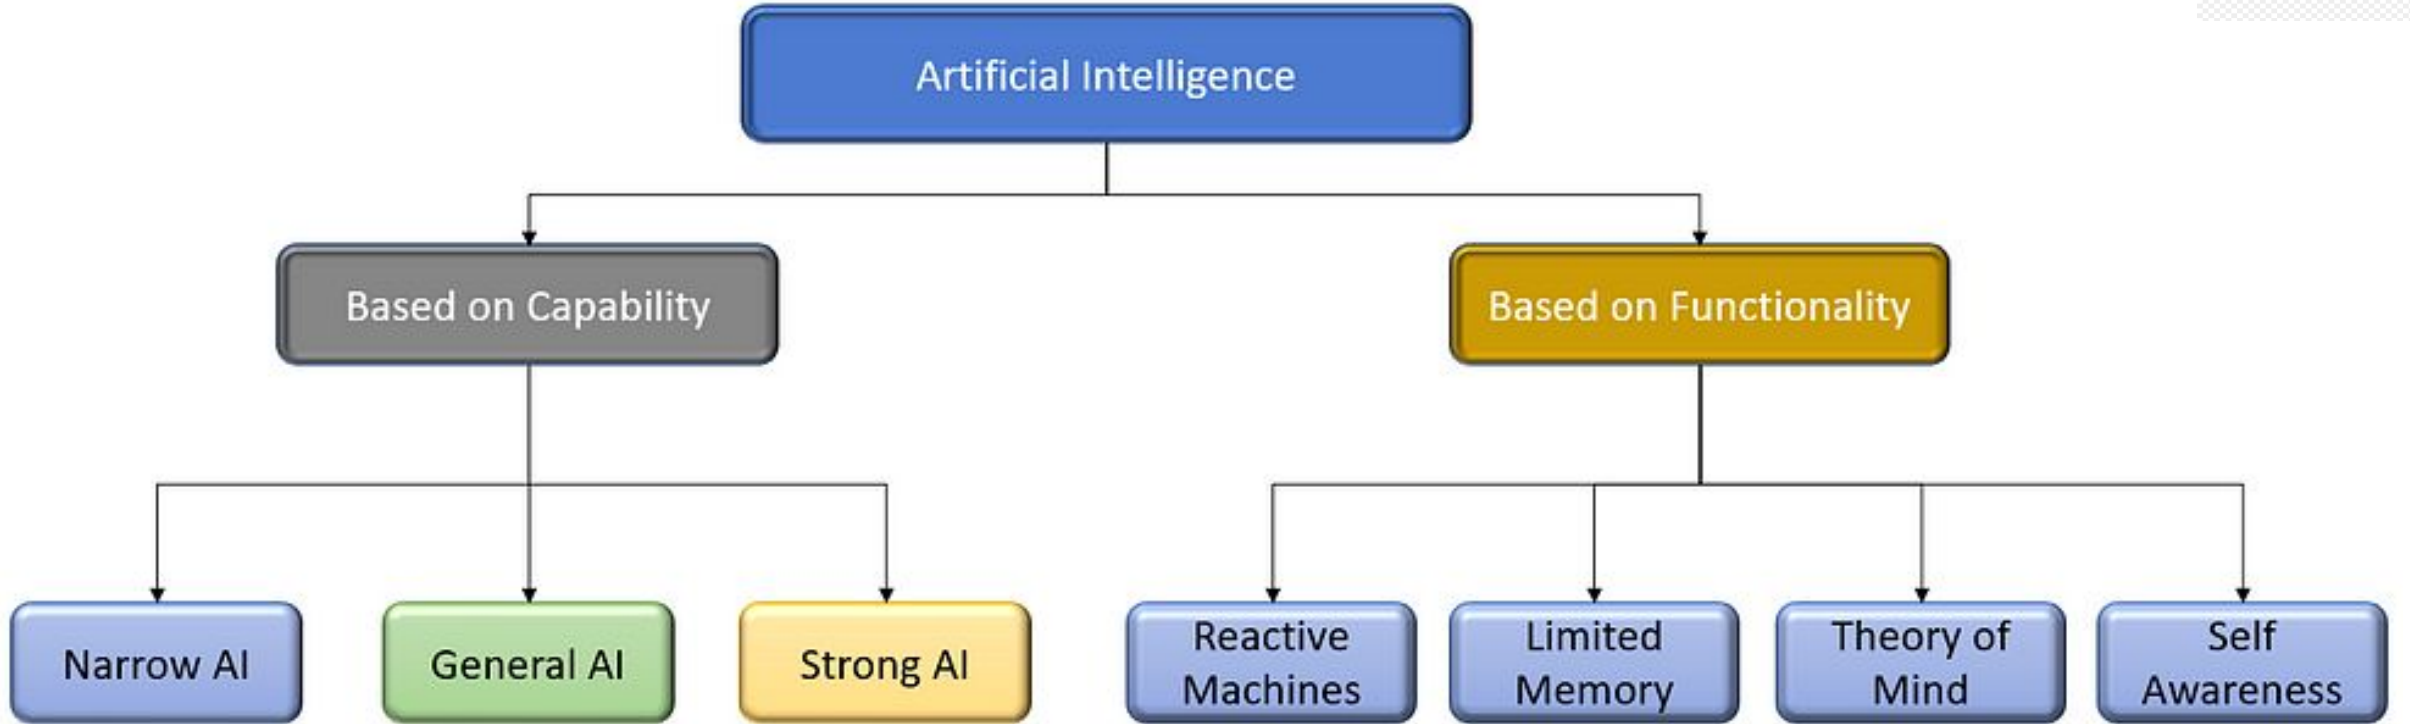 Artificial Intelligence
Based on Capability
Based on Functionality
Narrow AI
General AI
Strong AI
Reactive
Machines
Limited
Memory
Theory of
Mind
Self
Awareness